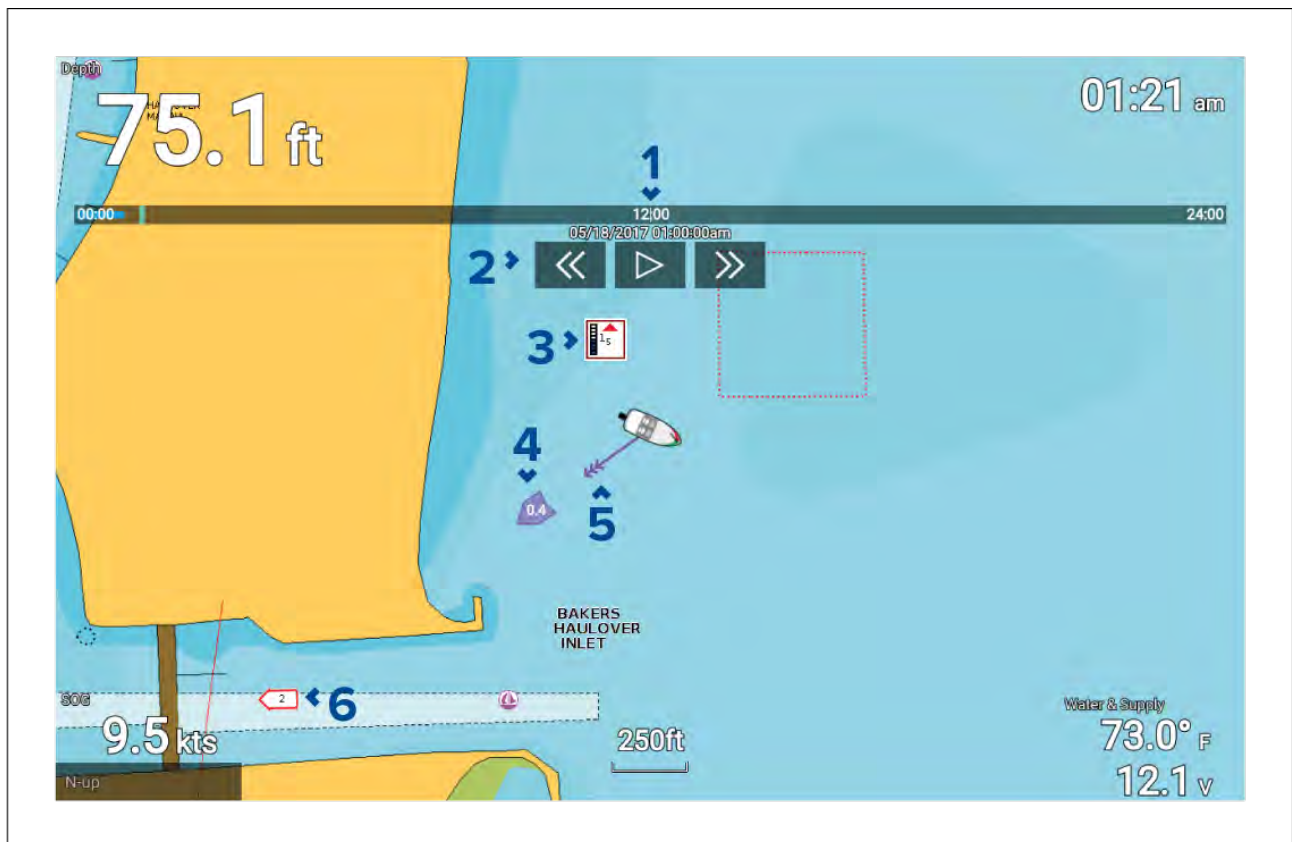 Depth
75.1 ft
01:21 am
1
00:00 12:00 24:00
05/18/2017 01:00:00am
2
3
15
4
0.4
5
BAKERS
HAULOVER
INLET
SOG
2
6
9.5 kts
250ft
Water & Supply
73.0° F
12.1 V
N-up